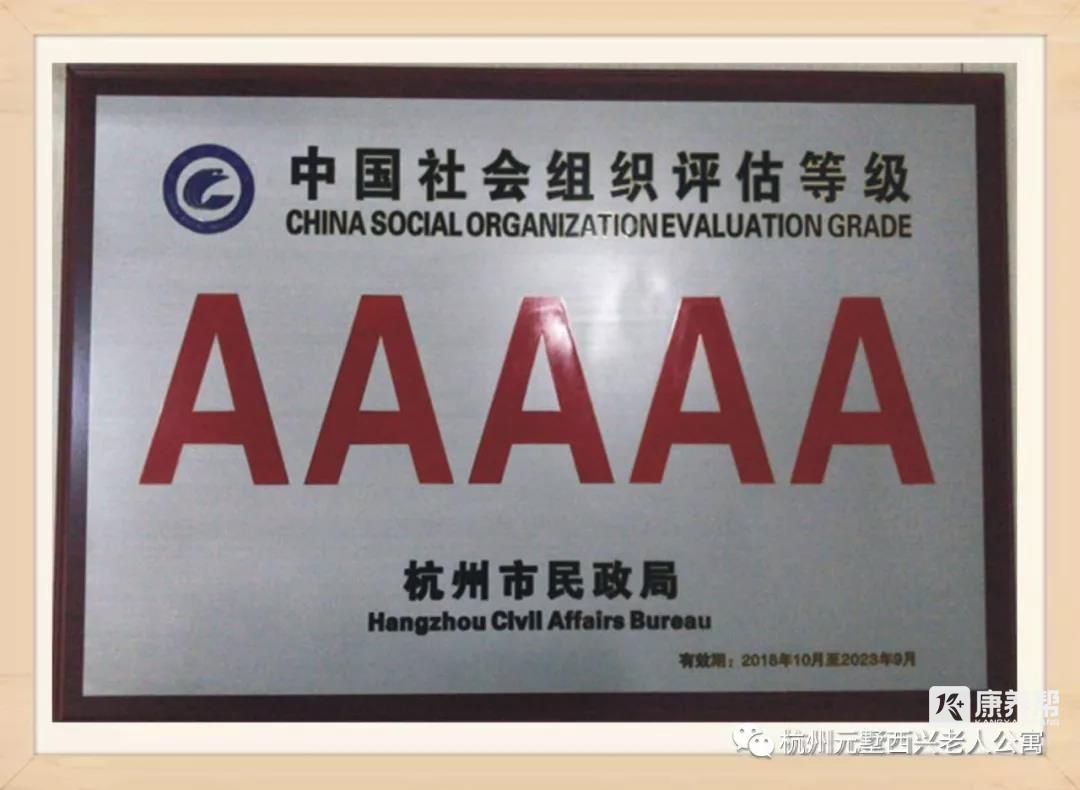 中国社会组织评估等级
CHINA SOCIAL ORGANIZATION EVALUATION GRADE
AAAAA
杭州市民政局
Hangzhou Civil Affairs Bureau
有效期：2018年10月至2023年9月
K+ 康养帮
杭州元墅西兴老人公寓